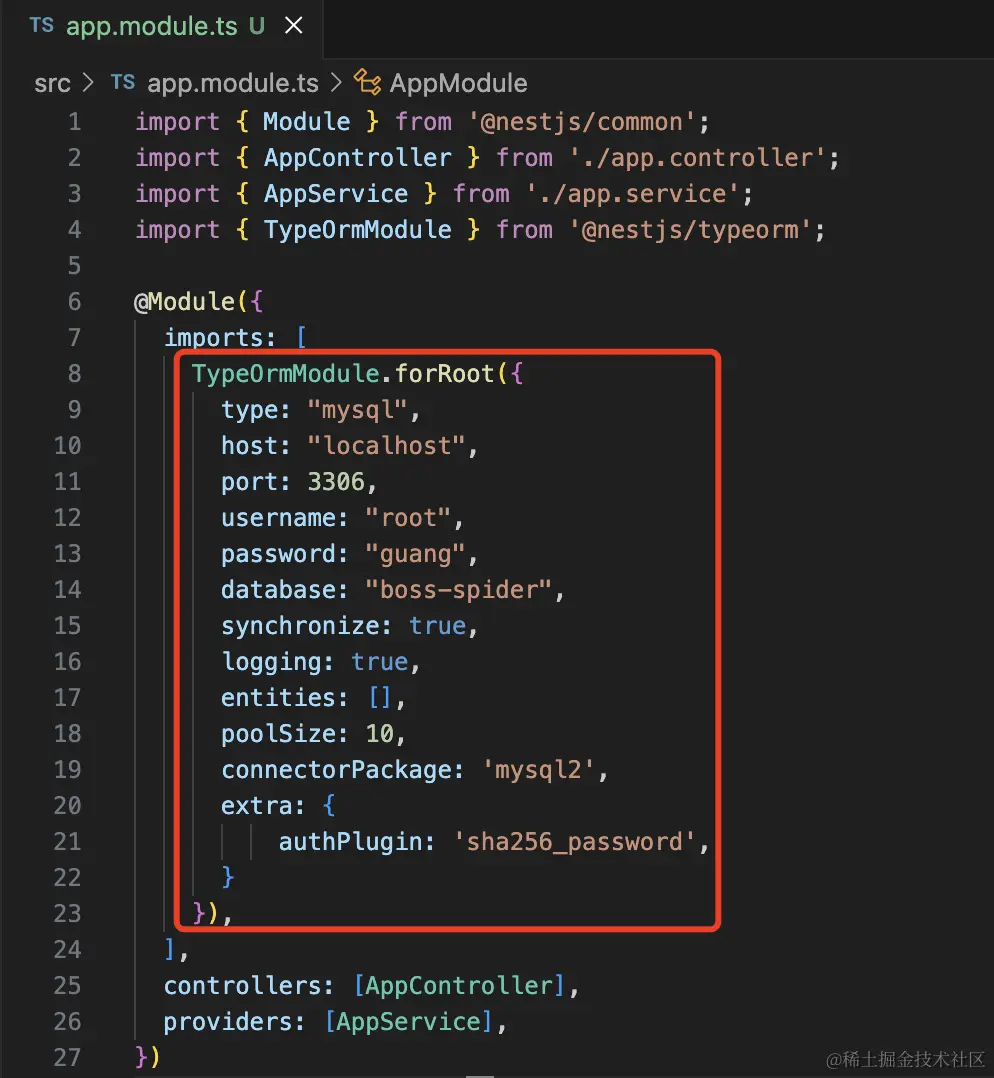 TS app.module.ts U ×
src > TS app.module.ts > AppModule
1 import { Module } from '@nestjs/common';
2 import { AppController } from './app.controller';
3 import { AppService } from './app.service';
4 import { TypeOrmModule } from '@nestjs/typeorm';
5
6 @Module({
7   imports: [
8     TypeOrmModule.forRoot({
9       type: "mysql",
10       host: "localhost",
11       port: 3306,
12       username: "root",
13       password: "guang",
14       database: "boss-spider",
15       synchronize: true,
16       logging: true,
17       entities: [],
18       poolSize: 10,
19       connectorPackage: 'mysql2',
20       extra: {
21           authPlugin: 'sha256_password',
22       }
23     }),
24   ],
25   controllers: [AppController],
26   providers: [AppService],
27 })
@稀土掘金技术社区